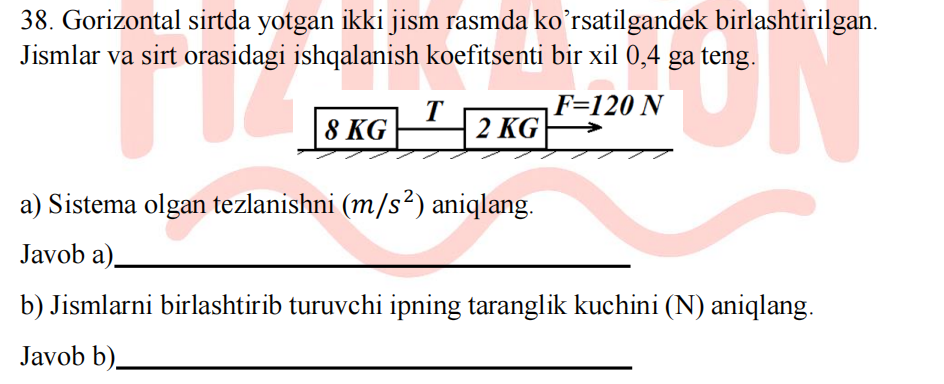 38. Gorizontal sirtda yotgan ikki jism rasmda ko’rsatilgandek birlashtirilgan.
Jismlar va sirt orasidagi ishqalanish koefitsenti bir xil 0,4 ga teng.
8 KG T 2 KG F=120 N
a) Sistema olgan tezlanishni (m/s²) aniqlang.
Javob a)
b) Jismlarni birlashtirib turuvchi ipning taranglik kuchini (N) aniqlang.
Javob b)